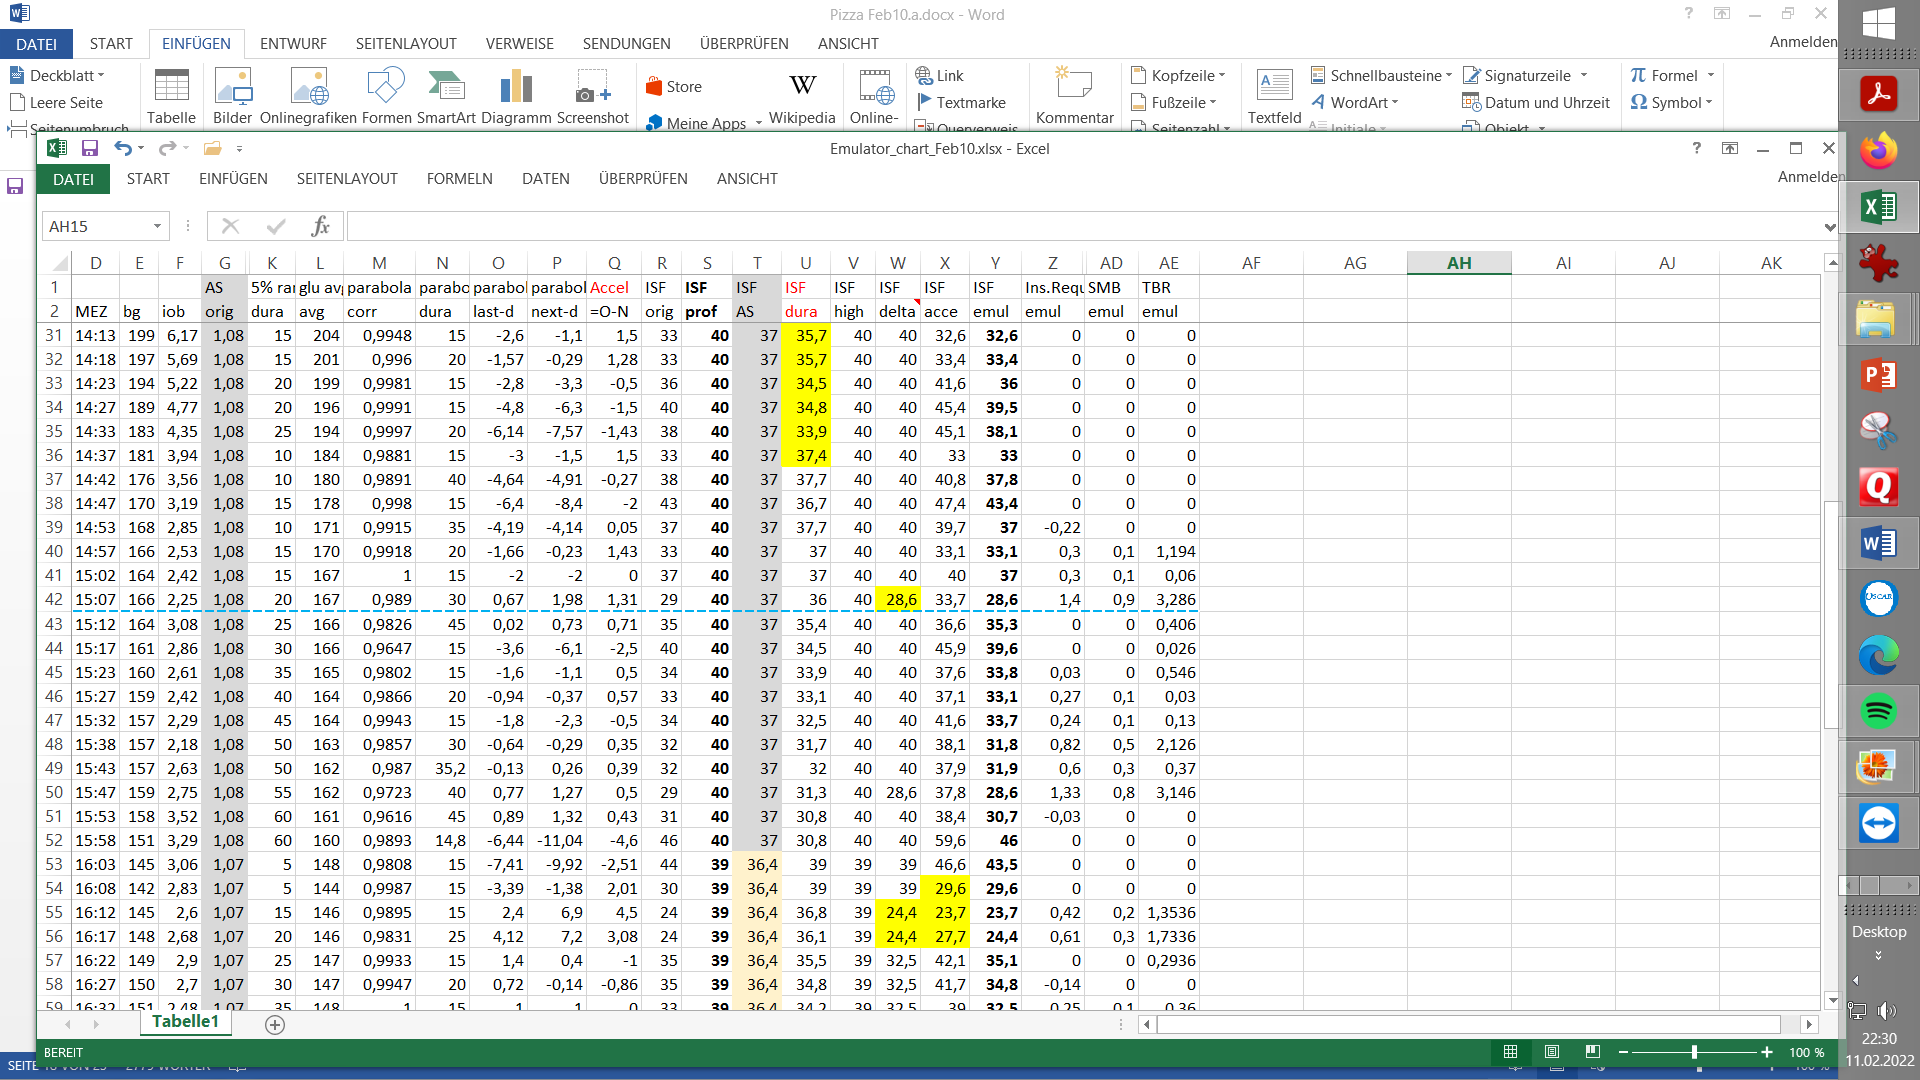 Pizza Feb10.a.docx - Word
DATEI START EINFÜGEN ENTWURF SEITENLAYOUT VERWEISE SENDUNGEN ÜBERPRÜFEN ANSICHT Anmelden
Deckblatt
Leere Seite
Seitenumbruch
Tabelle Bilder Onlinegrafiken Formen SmartArt Diagramm Screenshot
Store
Meine Apps Wikipedia Online-
Link
Textmarke
Querverweis
Kommentar
Kopfzeile
Fußzeile
Seitenzahl
Textfeld
Schnellbausteine
WordArt
Initiale
Signaturzeile
Datum und Uhrzeit
Objekt
Formel
Symbol
Emulator_chart_Feb10.xlsx - Excel
DATEI START EINFÜGEN SEITENLAYOUT FORMELN DATEN ÜBERPRÜFEN ANSICHT Anmelden
AH15 fx
D E F G K L M N O P Q R S T U V W X Y Z AD AE AF AG AH AI AJ AK
1 AS 5% ra glu av parabola parabo parabol parabol Accel ISF ISF ISF ISF ISF ISF ISF ISF Ins.Requ SMB TBR
2 MEZ bg iob orig dura avg corr dura last-d next-d =O-N orig prof AS dura high delta acce emul emul emul emul
31 14:13 199 6,17 1,08 15 204 0,9948 15 -2,6 -1,1 1,5 33 40 37 35,7 40 40 32,6 32,6 0 0 0
32 14:18 197 5,69 1,08 15 201 0,996 20 -1,57 -0,29 1,28 33 40 37 35,7 40 40 33,4 33,4 0 0 0
33 14:23 194 5,22 1,08 20 199 0,9981 15 -2,8 -3,3 -0,5 36 40 37 34,5 40 40 41,6 36 0 0 0
34 14:27 189 4,77 1,08 20 196 0,9991 15 -4,8 -6,3 -1,5 40 40 37 34,8 40 40 45,4 39,5 0 0 0
35 14:33 183 4,35 1,08 25 194 0,9997 20 -6,14 -7,57 -1,43 38 40 37 33,9 40 40 45,1 38,1 0 0 0
36 14:37 181 3,94 1,08 10 184 0,9881 15 -3 -1,5 1,5 33 40 37 37,4 40 40 33 33 0 0 0
37 14:42 176 3,56 1,08 10 180 0,9891 40 -4,64 -4,91 -0,27 38 40 37 37,7 40 40 40,8 37,8 0 0 0
38 14:47 170 3,19 1,08 15 178 0,998 15 -6,4 -8,4 -2 43 40 37 36,7 40 40 47,4 43,4 0 0 0
39 14:53 168 2,85 1,08 10 171 0,9915 35 -4,19 -4,14 0,05 37 40 37 37,7 40 40 39,7 37 -0,22 0 0
40 14:57 166 2,53 1,08 15 170 0,9918 20 -1,66 -0,23 1,43 33 40 37 37 40 40 33,1 33,1 0,3 0,1 1,194
41 15:02 164 2,42 1,08 15 167 1 15 -2 -2 0 37 40 37 37 40 40 40 37 0,3 0,1 0,06
42 15:07 166 2,25 1,08 20 167 0,989 30 0,67 1,98 1,31 29 40 37 36 40 28,6 33,7 28,6 1,4 0,9 3,286
43 15:12 164 3,08 1,08 25 166 0,9826 45 0,02 0,73 0,71 35 40 37 35,4 40 40 36,6 35,3 0 0 0,406
44 15:17 161 2,86 1,08 30 166 0,9647 15 -3,6 -6,1 -2,5 40 40 37 34,5 40 40 45,9 39,6 0 0 0,026
45 15:23 160 2,61 1,08 35 165 0,9802 15 -1,6 -1,1 0,5 34 40 37 33,9 40 40 37,6 33,8 0,03 0 0,546
46 15:27 159 2,42 1,08 40 164 0,9866 20 -0,94 -0,37 0,57 33 40 37 33,1 40 40 37,1 33,1 0,27 0,1 0,03
47 15:32 157 2,29 1,08 45 164 0,9943 15 -1,8 -2,3 -0,5 34 40 37 32,5 40 40 41,6 33,7 0,24 0,1 0,13
48 15:38 157 2,18 1,08 50 163 0,9857 30 -0,64 -0,29 0,35 32 40 37 31,7 40 40 38,1 31,8 0,82 0,5 2,126
49 15:43 157 2,63 1,08 50 162 0,987 35,2 -0,13 0,26 0,39 32 40 37 32 40 40 37,9 31,9 0,6 0,3 0,37
50 15:47 159 2,75 1,08 55 162 0,9723 40 0,77 1,27 0,5 29 40 37 31,3 40 28,6 37,8 28,6 1,33 0,8 3,146
51 15:53 158 3,52 1,08 60 161 0,9616 45 0,89 1,32 0,43 31 40 37 30,8 40 40 38,4 30,7 -0,03 0 0
52 15:58 151 3,29 1,08 60 160 0,9893 14,8 -6,44 -11,04 -4,6 46 40 37 30,8 40 40 59,6 46 0 0 0
53 16:03 145 3,06 1,07 5 148 0,9808 15 -7,41 -9,92 -2,51 44 39 36,4 39 39 39 46,6 43,5 0 0 0
54 16:08 142 2,83 1,07 5 144 0,9987 15 -3,39 -1,38 2,01 30 39 36,4 39 39 39 29,6 29,6 0 0 0
55 16:12 145 2,6 1,07 15 146 0,9895 15 2,4 6,9 4,5 24 39 36,4 36,8 39 24,4 23,7 23,7 0,42 0,2 1,3536
56 16:17 148 2,68 1,07 20 146 0,9831 25 4,12 7,2 3,08 24 39 36,4 36,1 39 24,4 27,7 24,4 0,61 0,3 1,7336
57 16:22 149 2,9 1,07 25 147 0,9933 15 1,4 0,4 -1 35 39 36,4 35,5 39 32,5 42,1 35,1 0 0 0,2936
58 16:27 150 2,7 1,07 30 147 0,9947 20 0,72 -0,14 -0,86 35 39 36,4 34,8 39 32,5 41,7 34,8 -0,14 0 0
59 16:32 151 2,48 1,07 35 148 1 15 1 1 0 33 39 36,4 34,2 39 32,5 39 32,5 0,25 0,1 0,36
Tabelle1
BEREIT 100 %
OSCAR
Desktop
22:30
11.02.2022